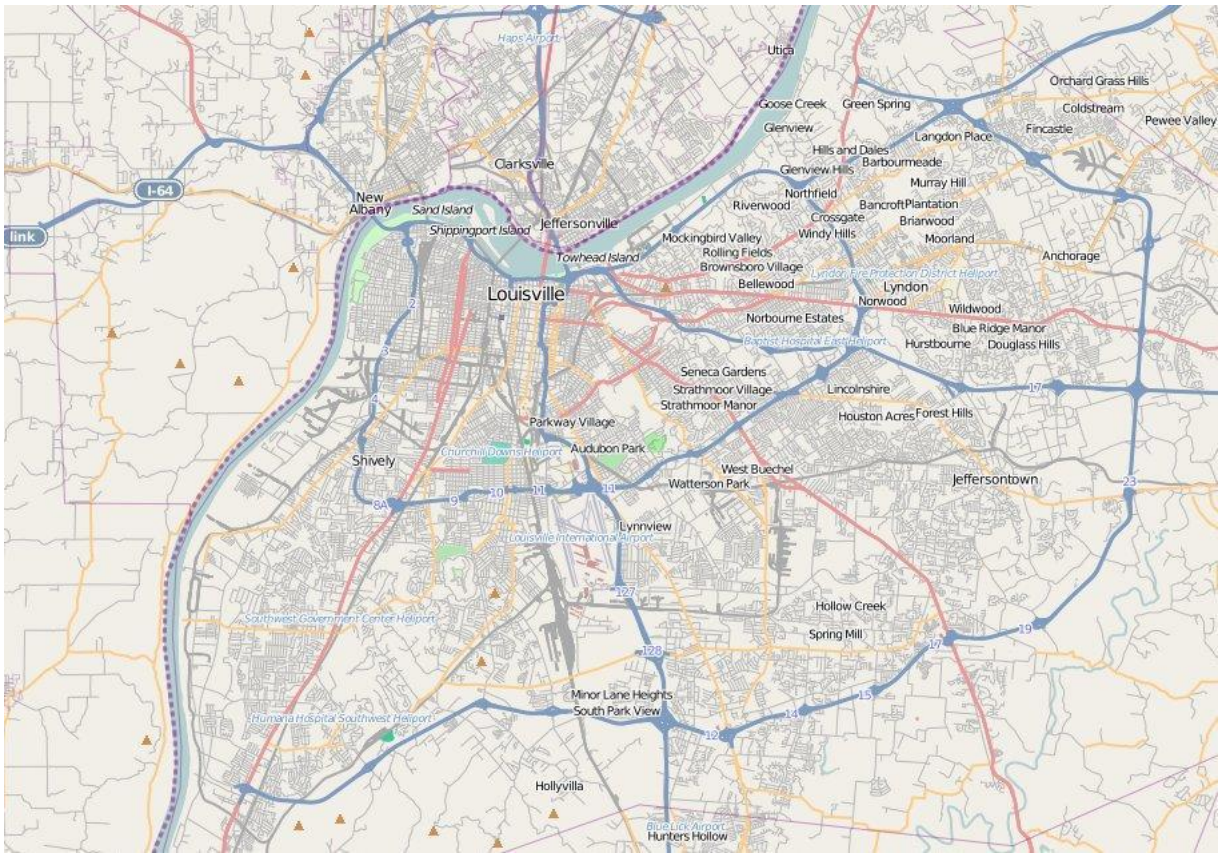 Haps Airport
Utica
Orchard Grass Hills
Goose Creek
Green Spring
Coldstream
Pewee Valley
Glenview
Fincastle
Langdon Place
Hills and Dales
Clarksville
Barbourmeade
Glenview Hills
I-64
Murray Hill
New
Albany
Northfield
Sand Island
Riverwood
Bancroft
Plantation
Crossgate
Jeffersonville
Briarwood
Shippingport Island
Windy Hills
link
Mockingbird Valley
Moorland
Rolling Fields
Towhead Island
Anchorage
Brownsboro Village
Lyndon Fire Protection District Heliport
Bellewood
Lyndon
Louisville
Norwood
2
Wildwood
Norbourne Estates
Blue Ridge Manor
Baptist Hospital East Heliport
Hurstbourne
Douglass Hills
3
Seneca Gardens
17
Strathmoor Village
Lincolnshire
4
Strathmoor Manor
Houston Acres
Forest Hills
Parkway Village
Audubon Park
Churchill Downs Heliport
Shively
West Buechel
Jeffersontown
Watterson Park
23
11
10
11
9
8A
Lynnview
Louisville International Airport
127
Hollow Creek
Southwest Government Center Heliport
19
Spring Mill
17
128
Minor Lane Heights
15
South Park View
14
Humana Hospital Southwest Heliport
12
Hollyvilla
Blue Lick Airport
Hunters Hollow